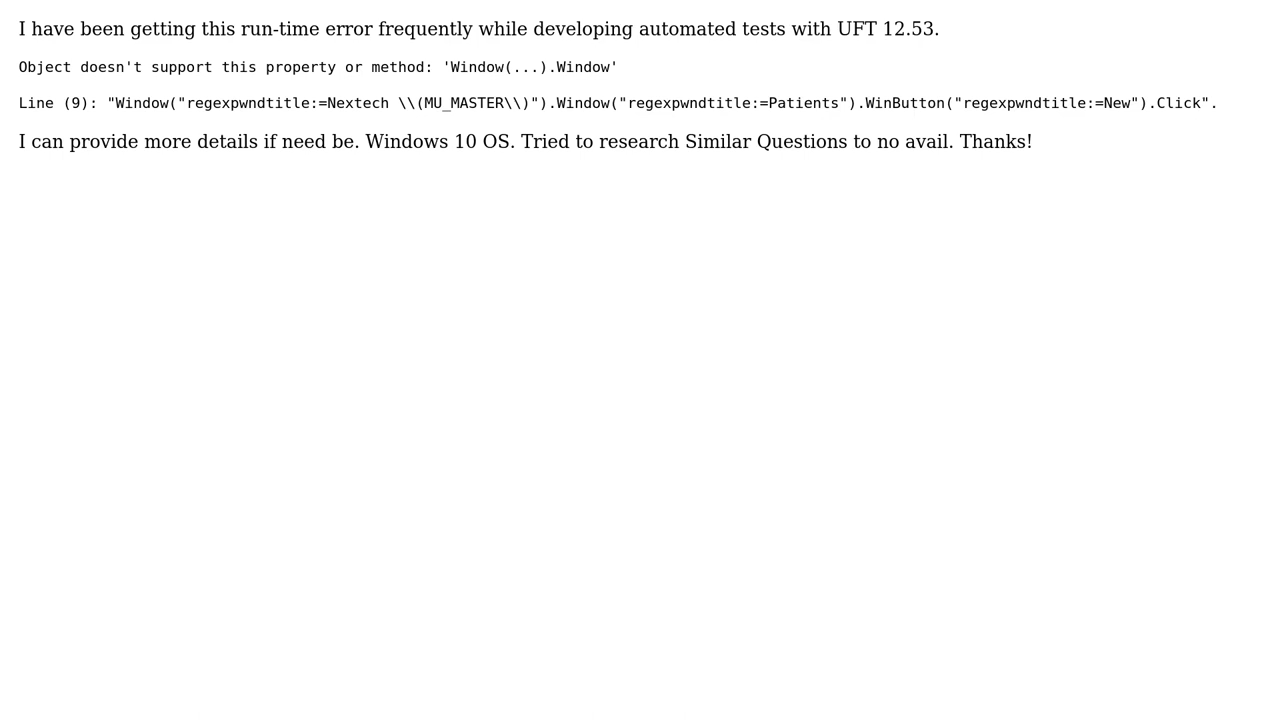 I have been getting this run-time error frequently while developing automated tests with UFT 12.53.
Object doesn't support this property or method: 'Window(...).Window'
Line (9): "Window("regexpwndtitle:=Nextech \\(MU_MASTER\\)").Window("regexpwndtitle:=Patients").WinButton("regexpwndtitle:=New").Click".
I can provide more details if need be. Windows 10 OS. Tried to research Similar Questions to no avail. Thanks!